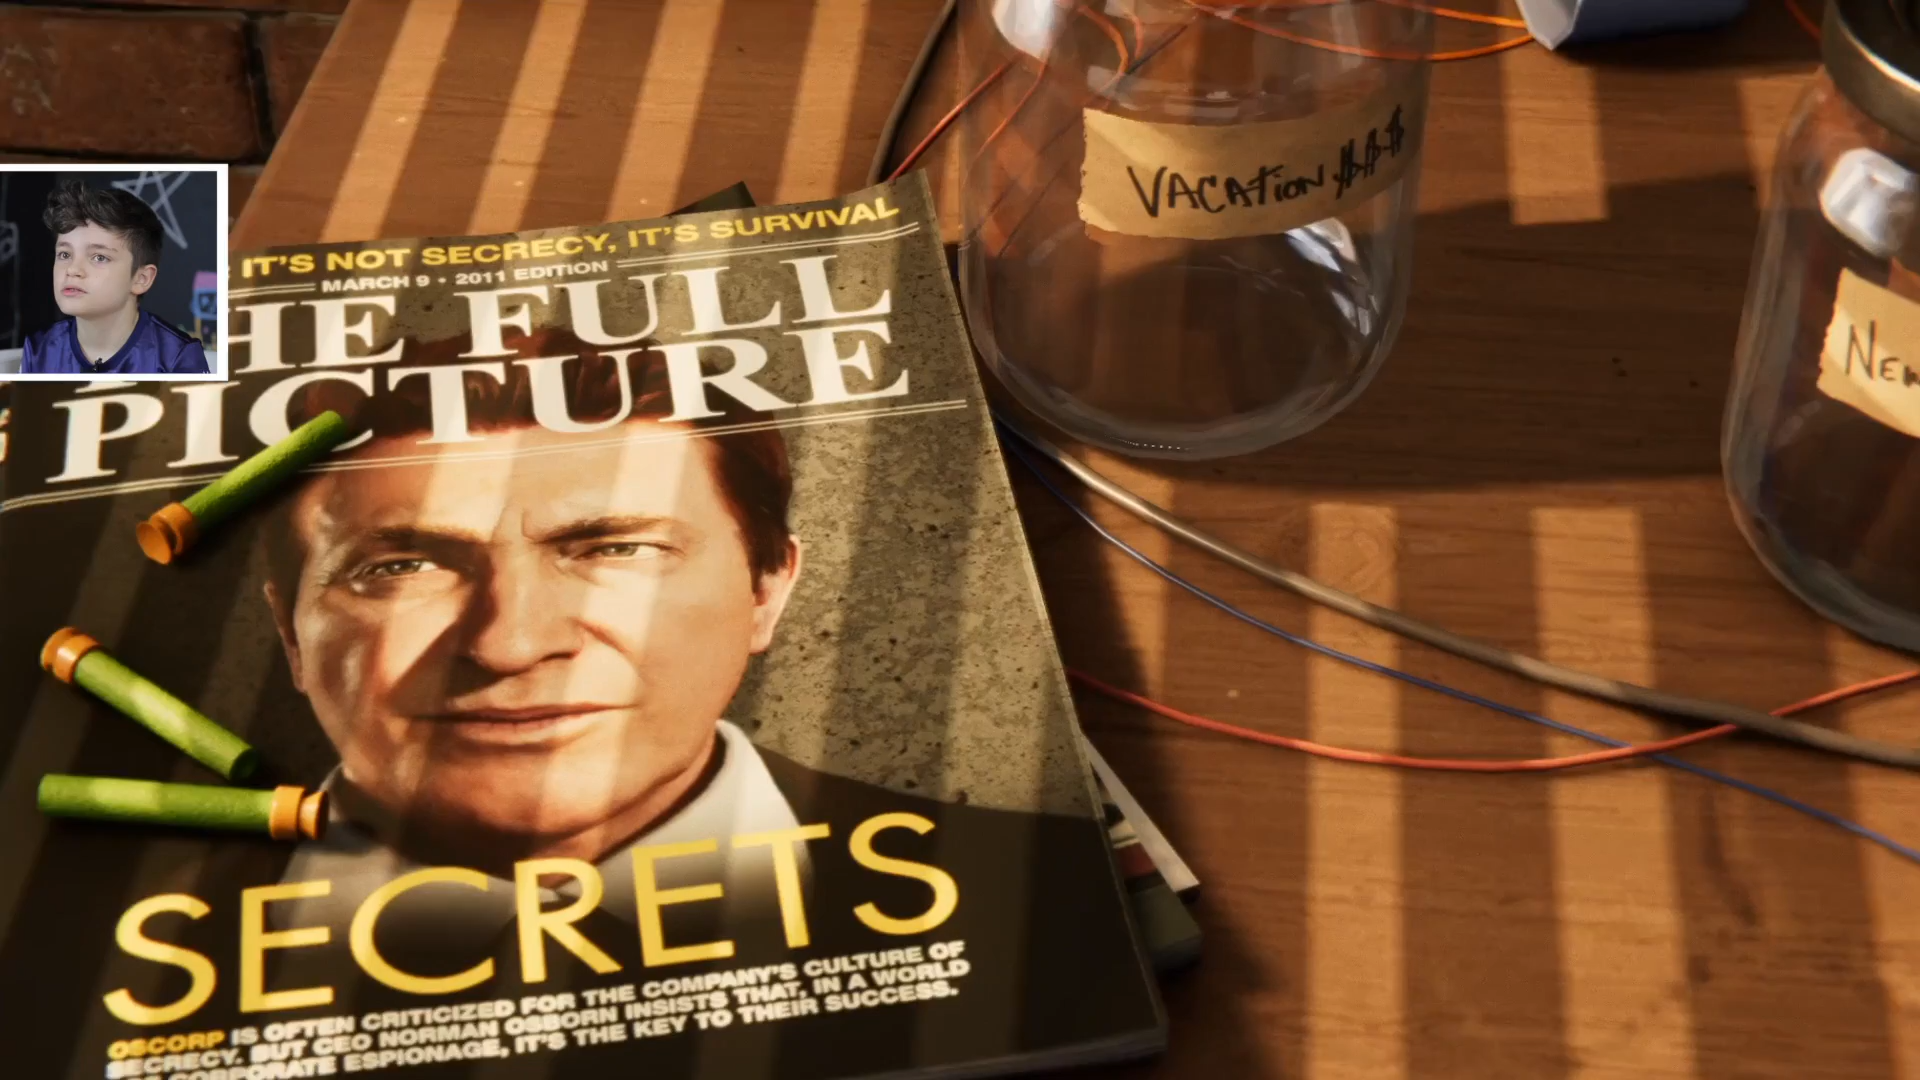 IT'S NOT SECRECY, IT'S SURVIVAL
MARCH 9 • 2011 EDITION
HE FULL
PICTURE
SECRETS
OSCORP IS OFTEN CRITICIZED FOR THE COMPANY'S CULTURE OF
SECRECY. BUT CEO NORMAN OSBORN INSISTS THAT, IN A WORLD
OF CORPORATE ESPIONAGE, IT'S THE KEY TO THEIR SUCCESS.
VACATION $$$